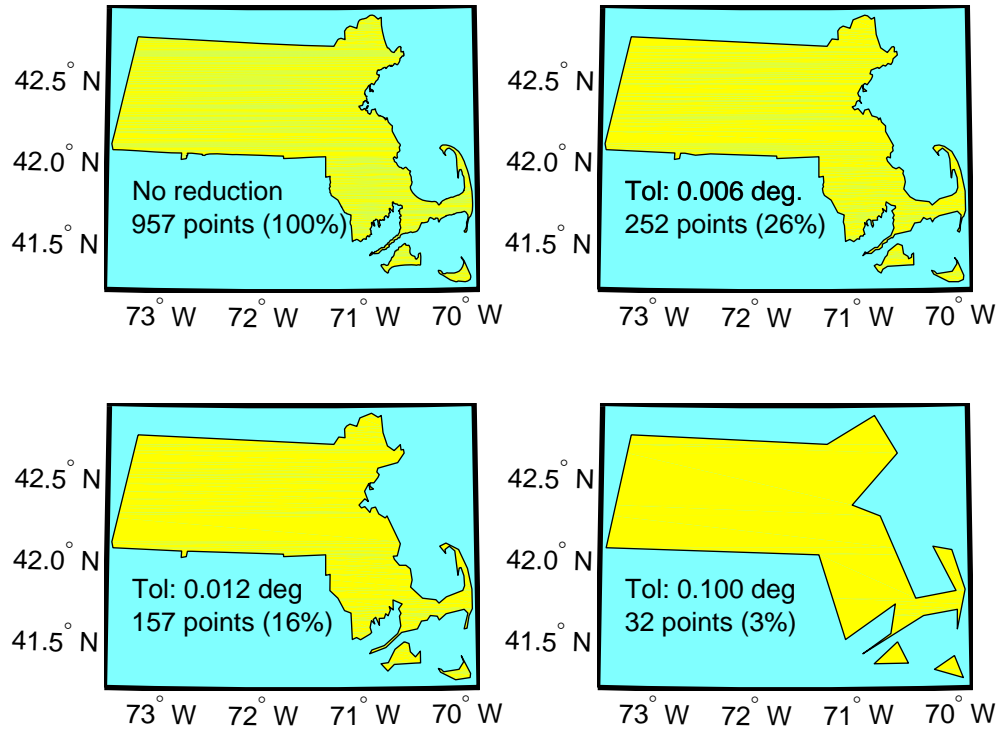 42.5° N
42.0° N
41.5° N
No reduction
957 points (100%)
73° W 72° W 71° W 70° W
42.5° N
42.0° N
41.5° N
Tol: 0.006 deg.
252 points (26%)
73° W 72° W 71° W 70° W
42.5° N
42.0° N
41.5° N
Tol: 0.012 deg
157 points (16%)
73° W 72° W 71° W 70° W
42.5° N
42.0° N
41.5° N
Tol: 0.100 deg
32 points (3%)
73° W 72° W 71° W 70° W